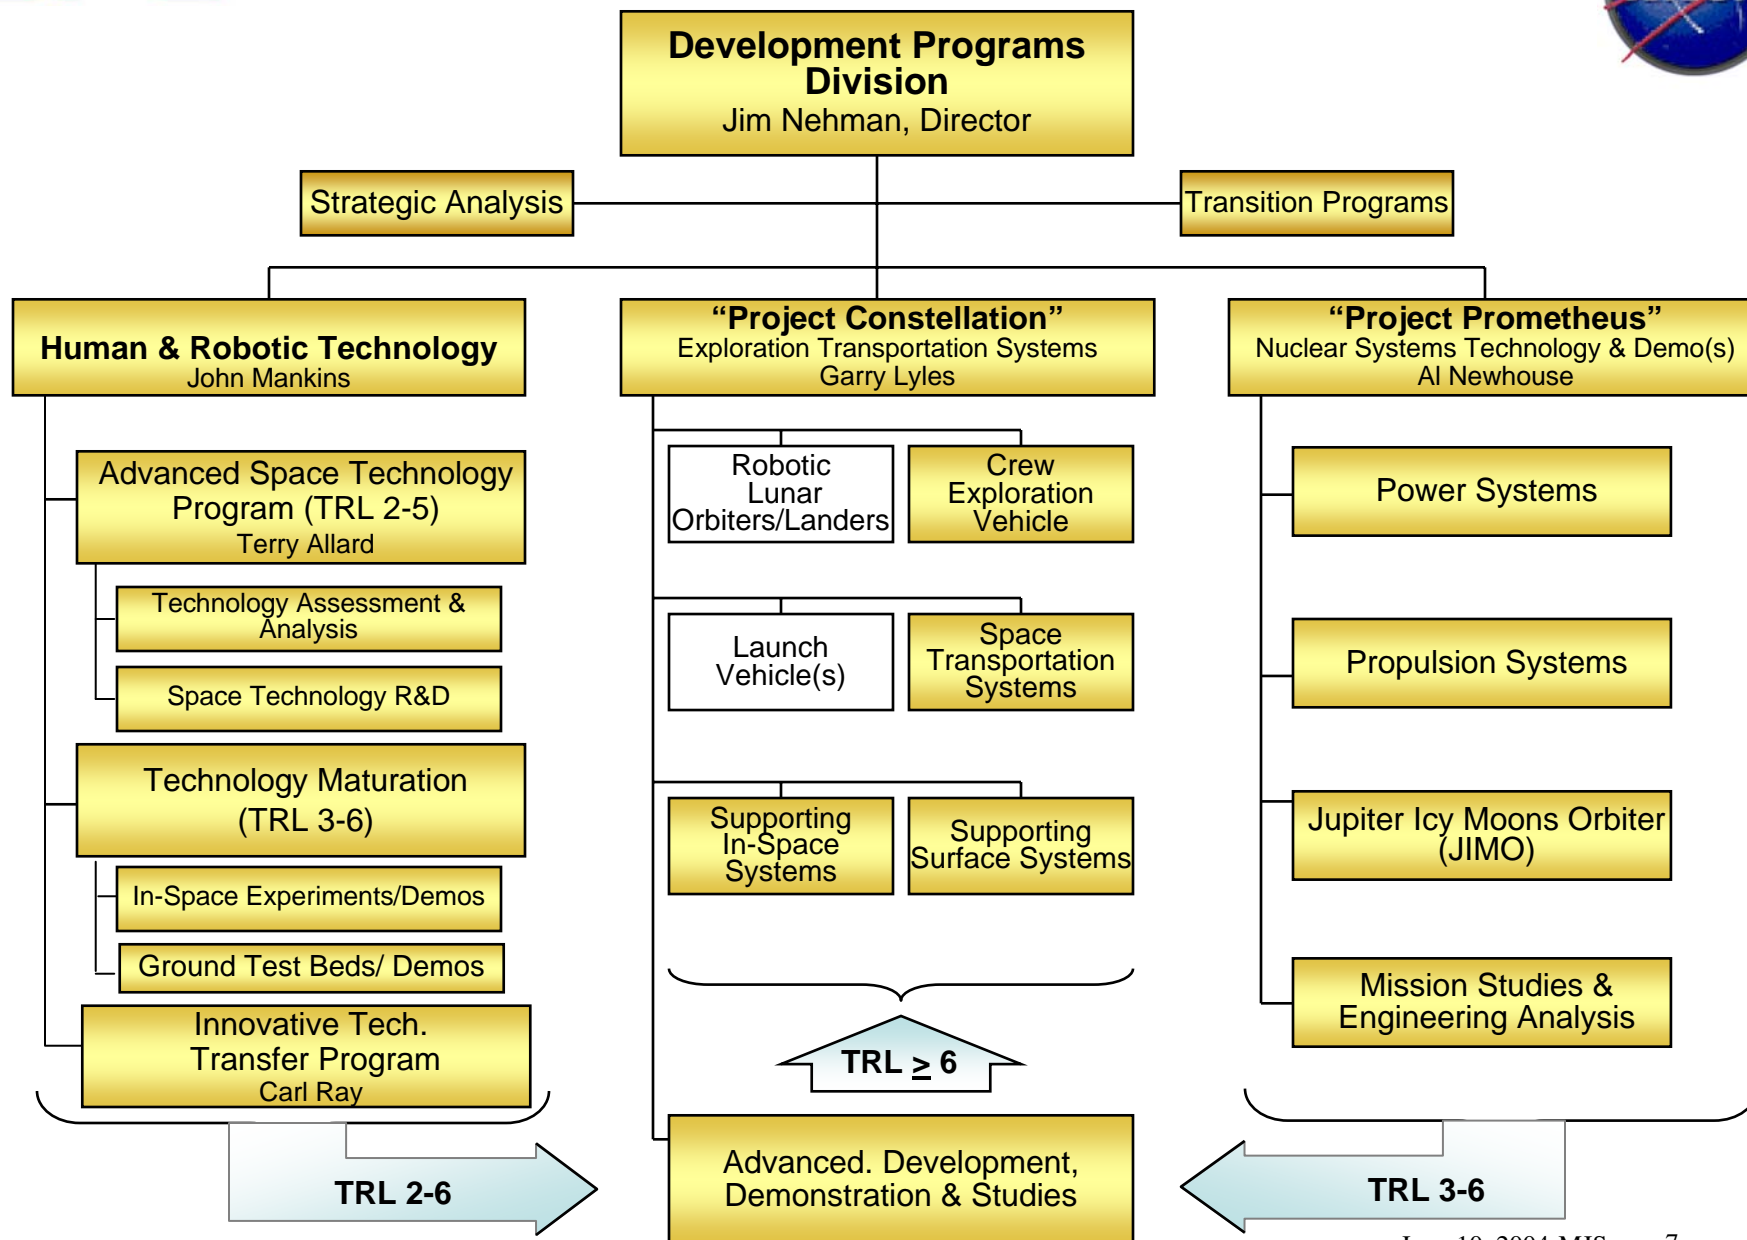 Development Programs
Division
Jim Nehman, Director
Strategic Analysis
Transition Programs
Human & Robotic Technology
John Mankins
Advanced Space Technology
Program (TRL 2-5)
Terry Allard
Technology Assessment &
Analysis
Space Technology R&D
Technology Maturation
(TRL 3-6)
In-Space Experiments/Demos
Ground Test Beds/ Demos
Innovative Tech.
Transfer Program
Carl Ray
TRL 2-6
“Project Constellation”
Exploration Transportation Systems
Garry Lyles
Robotic
Lunar
Orbiters/Landers
Crew
Exploration
Vehicle
Launch
Vehicle(s)
Space
Transportation
Systems
Supporting
In-Space
Systems
Supporting
Surface Systems
TRL ≥ 6
Advanced. Development,
Demonstration & Studies
“Project Prometheus”
Nuclear Systems Technology & Demo(s)
Al Newhouse
Power Systems
Propulsion Systems
Jupiter Icy Moons Orbiter
(JIMO)
Mission Studies &
Engineering Analysis
TRL 3-6
2004 7